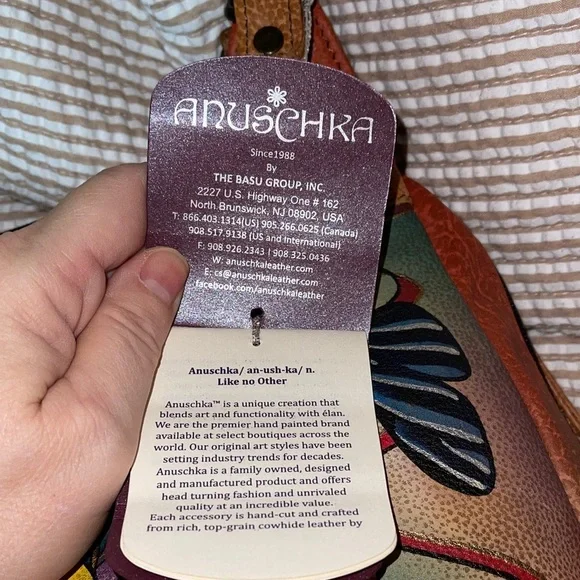 ANUSCHKA
Since1988
By
THE BASU GROUP, INC.
2227 U.S. Highway One # 162
North Brunswick, NJ 08902, USA
T: 866.403.1314(US) 905.266.0625 (Canada)
908.517.9138 (US and International)
F: 908.926.2343 | 908.325.0436
W: anuschkaleather.com
E: cs@anuschkaleather.com
facebook.com/anuschkaleather
Anuschka/ an-ush-ka/ n.
Like no Other
Anuschka™ is a unique creation that
blends art and functionality with élan.
We are the premier hand painted brand
available at select boutiques across the
world. Our original art styles have been
setting industry trends for decades.
Anuschka is a family owned, designed
and manufactured product and offers
head turning fashion and unrivaled
quality at an incredible value.
Each accessory is hand-cut and crafted
from rich, top-grain cowhide leather by